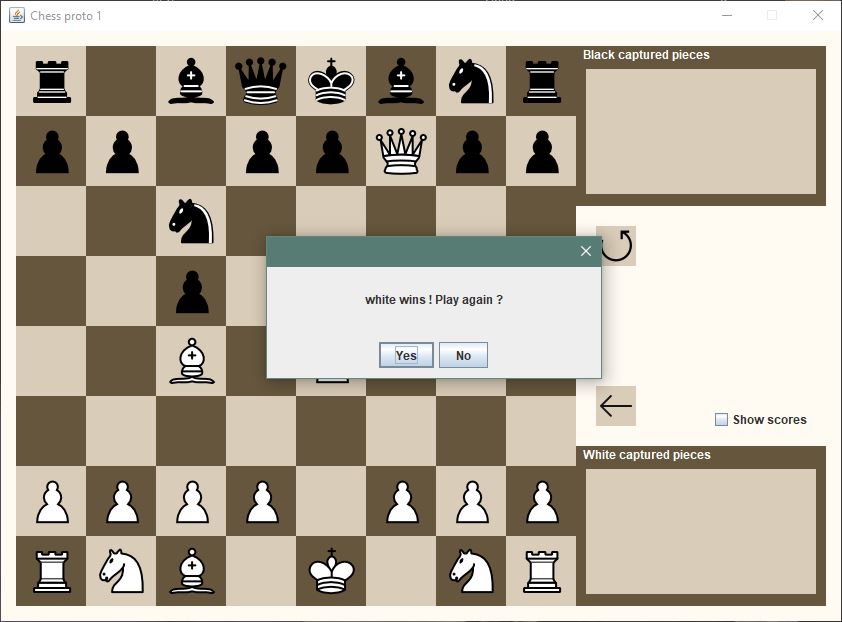 Chess proto 1
Black captured pieces
white wins ! Play again ?
Yes No
Show scores
White captured pieces